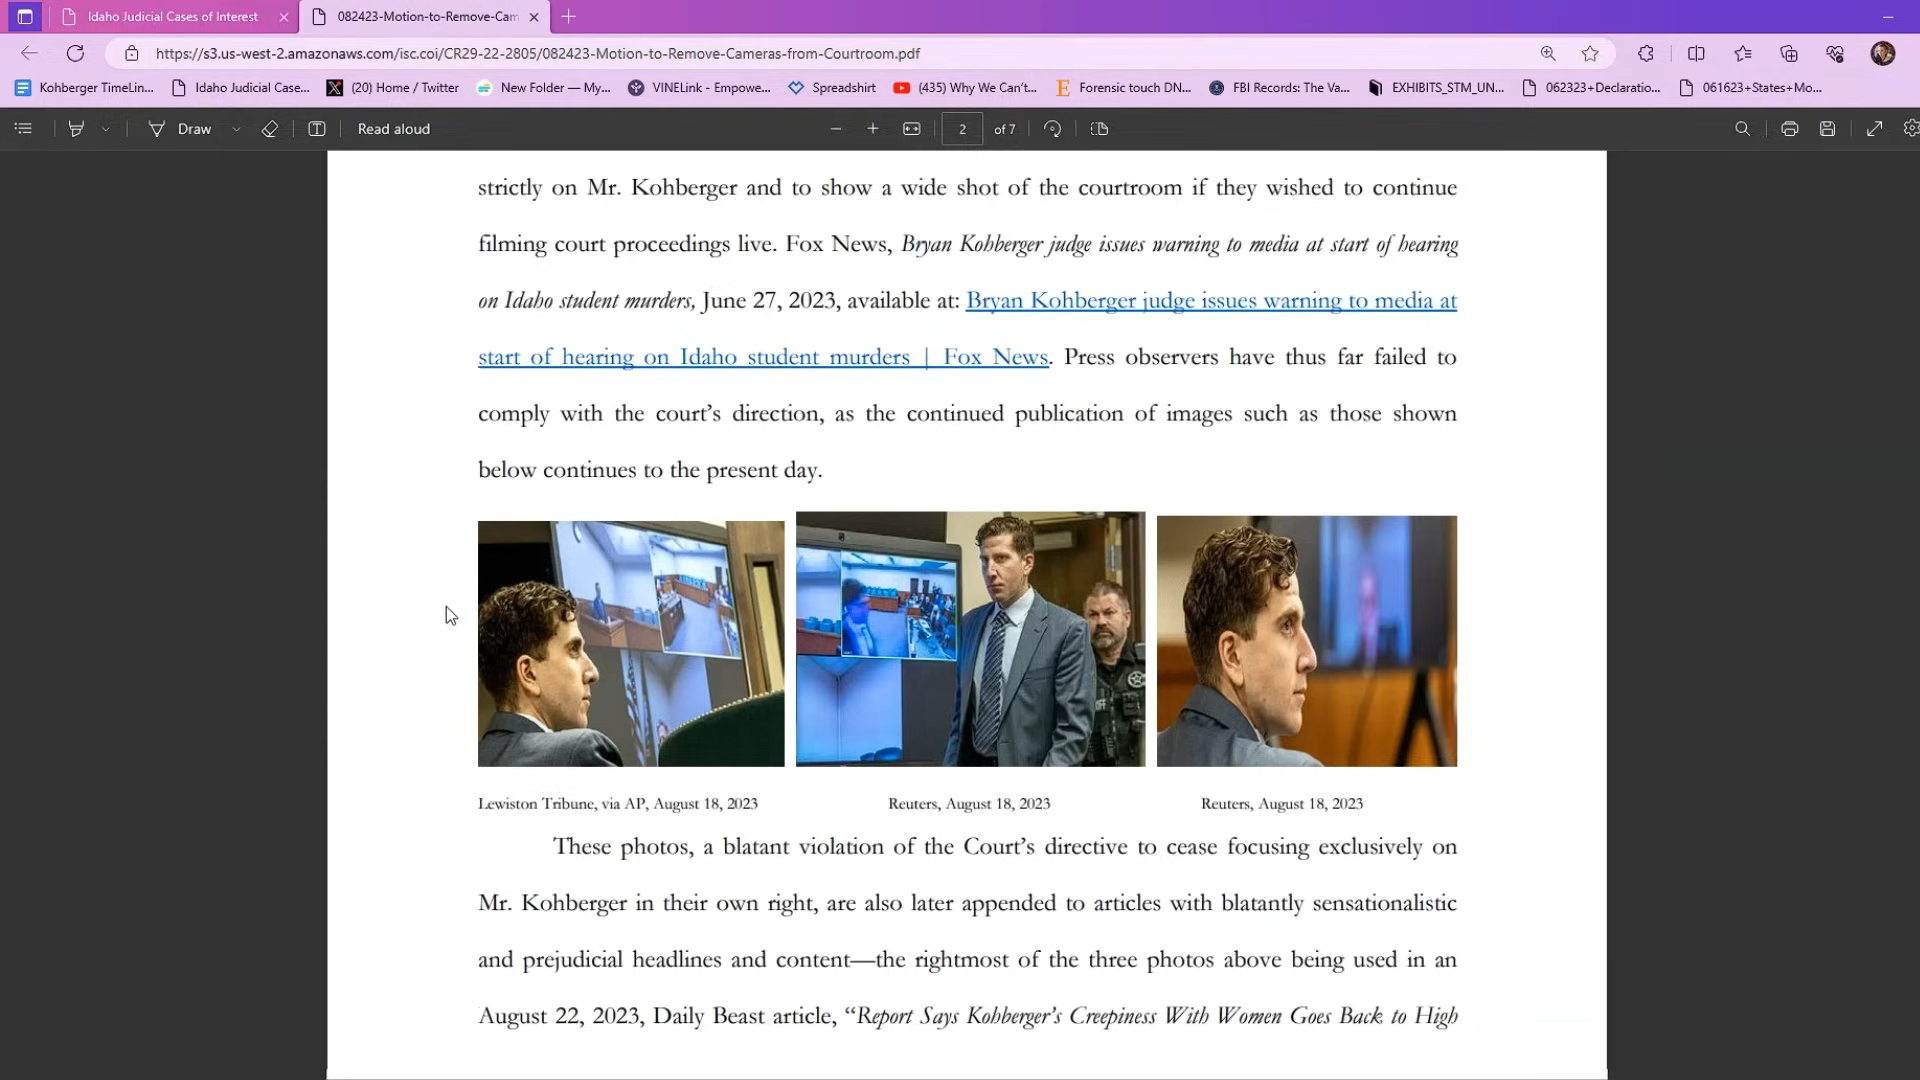 Idaho Judicial Cases of Interest
082423-Motion-to-Remove-Cam
https://s3.us-west-2.amazonaws.com/isc.coi/CR29-22-2805/082423-Motion-to-Remove-Cameras-from-Courtroom.pdf
Kohberger TimeLin... Idaho Judicial Case... (20) Home / Twitter New Folder — My... VINELink - Empowe... Spreadshirt (435) Why We Can't... Forensic touch DN... FBI Records: The Va... EXHIBITS_STM_UN... 062323+Declaratio... 061623+States+Mo...
Draw Read aloud 2 of 7
strictly on Mr. Kohberger and to show a wide shot of the courtroom if they wished to continue
filming court proceedings live. Fox News, Bryan Kohberger judge issues warning to media at start of hearing
on Idaho student murders, June 27, 2023, available at: Bryan Kohberger judge issues warning to media at
start of hearing on Idaho student murders | Fox News. Press observers have thus far failed to
comply with the court's direction, as the continued publication of images such as those shown
below continues to the present day.
Lewiston Tribune, via AP, August 18, 2023 Reuters, August 18, 2023 Reuters, August 18, 2023
These photos, a blatant violation of the Court's directive to cease focusing exclusively on
Mr. Kohberger in their own right, are also later appended to articles with blatantly sensationalistic
and prejudicial headlines and content—the rightmost of the three photos above being used in an
August 22, 2023, Daily Beast article, “Report Says Kohberger's Creepiness With Women Goes Back to High